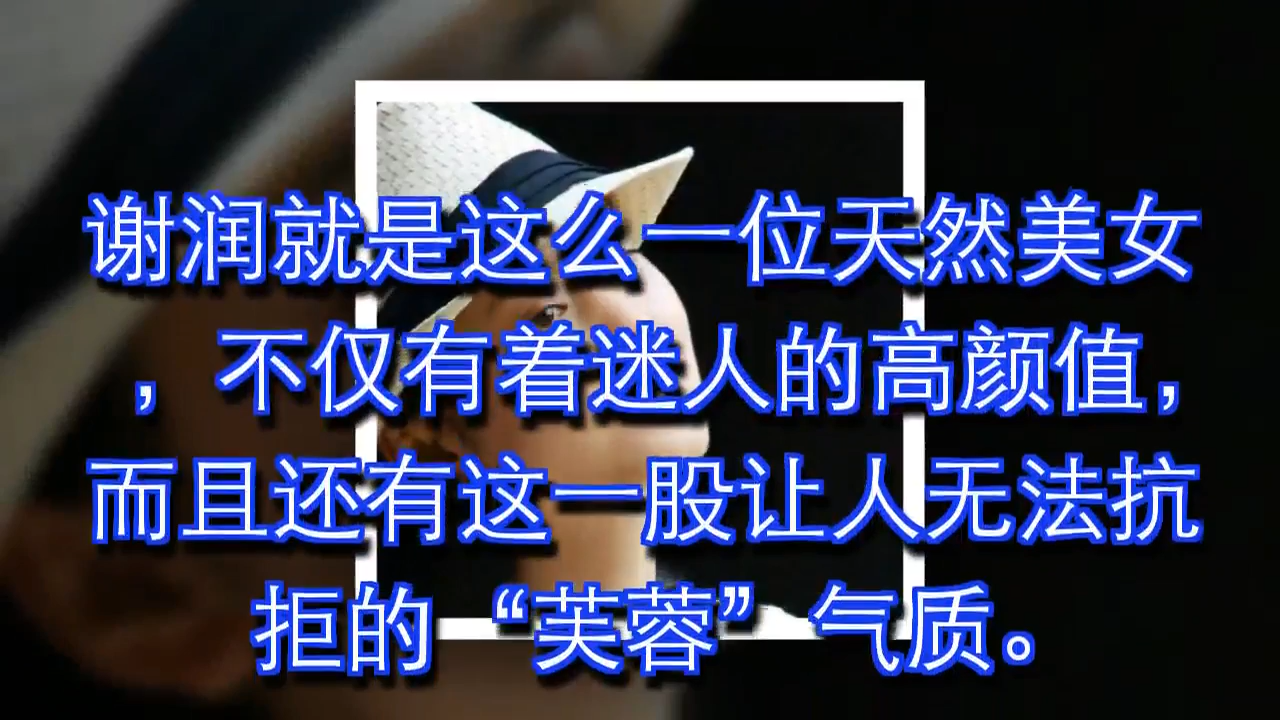 谢润就是这么一位天然美女
，不仅有着迷人的高颜值，
而且还有这一股让人无法抗
拒的“芙蓉”气质。